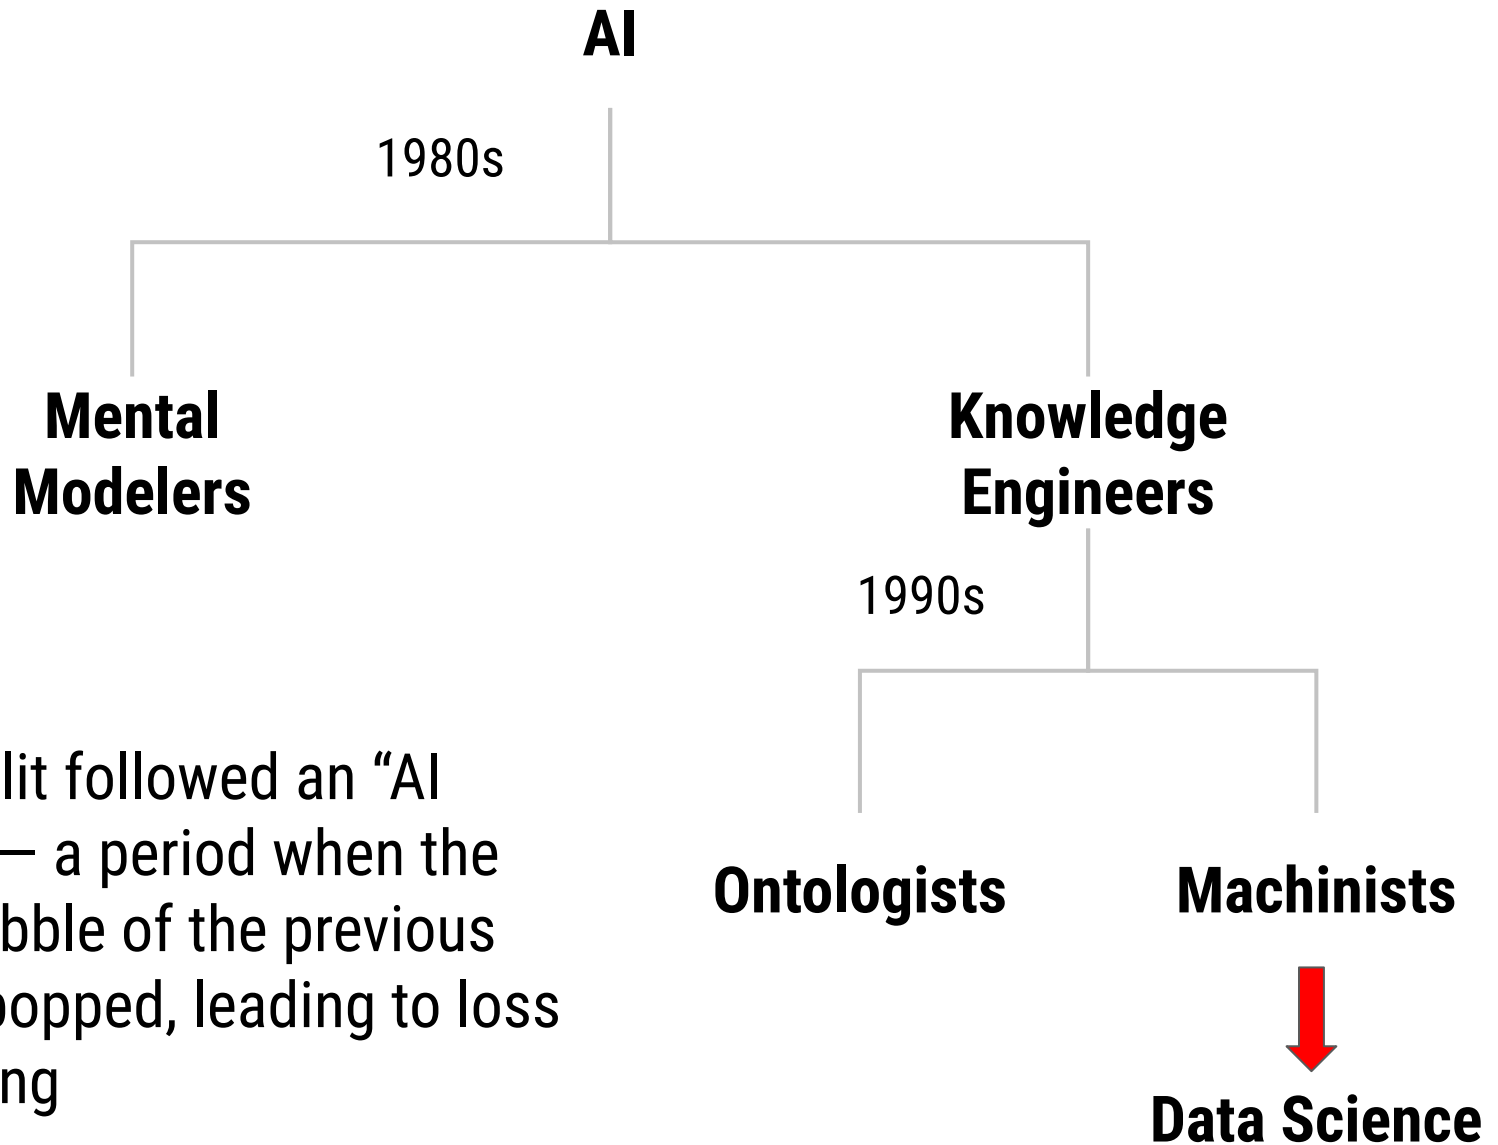 AI
1980s
Mental
Modelers
Knowledge
Engineers
1990s
lit followed an “AI
— a period when the
bble of the previous
popped, leading to loss
ng
Ontologists
Machinists
Data Science